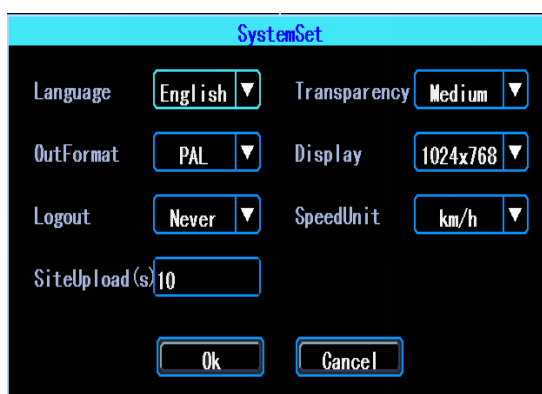 SystemSet
Language English Transparency Medium
OutFormat PAL Display 1024x768
Logout Never SpeedUnit km/h
SiteUpload(s) 10
Ok Cancel